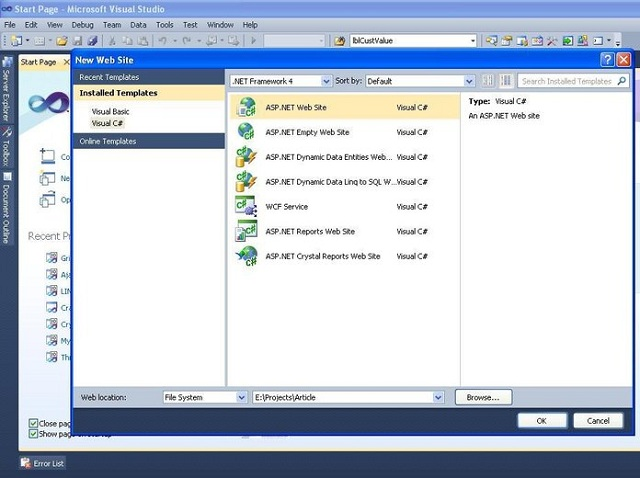 Start Page - Microsoft Visual Studio
File Edit View Debug Team Data Tools Test Window Help
lblCustValue
Start Page
New Web Site
Recent Templates
Installed Templates
Visual Basic
Visual C#
Online Templates
.NET Framework 4
Sort by: Default
Search Installed Templates
ASP.NET Web Site Visual C#
ASP.NET Empty Web Site Visual C#
ASP.NET Dynamic Data Entities Web... Visual C#
ASP.NET Dynamic Data Linq to SQL W... Visual C#
WCF Service Visual C#
ASP.NET Reports Web Site Visual C#
ASP.NET Crystal Reports Web Site Visual C#
Type: Visual C#
An ASP.NET Web site
Server Explorer
Toolbox
Document Outline
Co
Ne
Op
Recent P
Gr
Aja
LIN
Cra
Cry
My
Thr
Web location: File System E:\Projects\Article Browse...
OK Cancel
Close pag
Show page
Error List